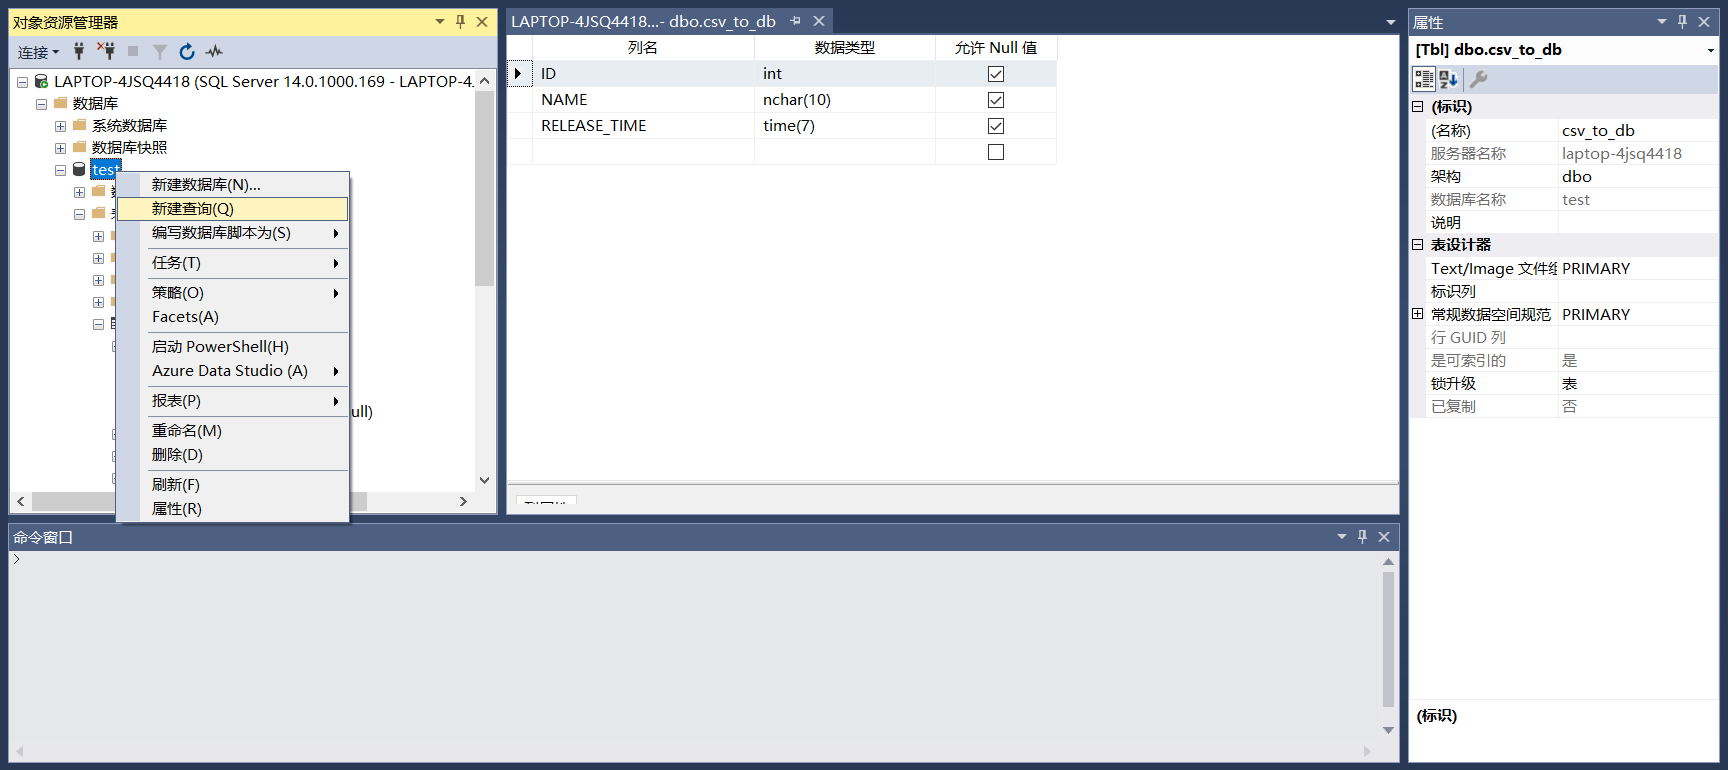 对象资源管理器
连接
LAPTOP-4JSQ4418 (SQL Server 14.0.1000.169 - LAPTOP-4.
数据库
系统数据库
数据库快照
test
新建数据库(N)...
新建查询(Q)
编写数据库脚本为(S)
任务(T)
策略(O)
Facets(A)
启动 PowerShell(H)
Azure Data Studio (A)
报表(P)
ull)
重命名(M)
删除(D)
刷新(F)
属性(R)
LAPTOP-4JSQ4418...- dbo.csv_to_db
列名 数据类型 允许 Null 值
ID int
NAME nchar(10)
RELEASE_TIME time(7)
命令窗口
>
属性
[Tbl] dbo.csv_to_db
(标识)
(名称) csv_to_db
服务器名称 laptop-4jsq4418
架构 dbo
数据库名称 test
说明
表设计器
Text/Image 文件组 PRIMARY
标识列
常规数据空间规范 PRIMARY
行 GUID 列
是可索引的 是
锁升级 表
已复制 否
(标识)